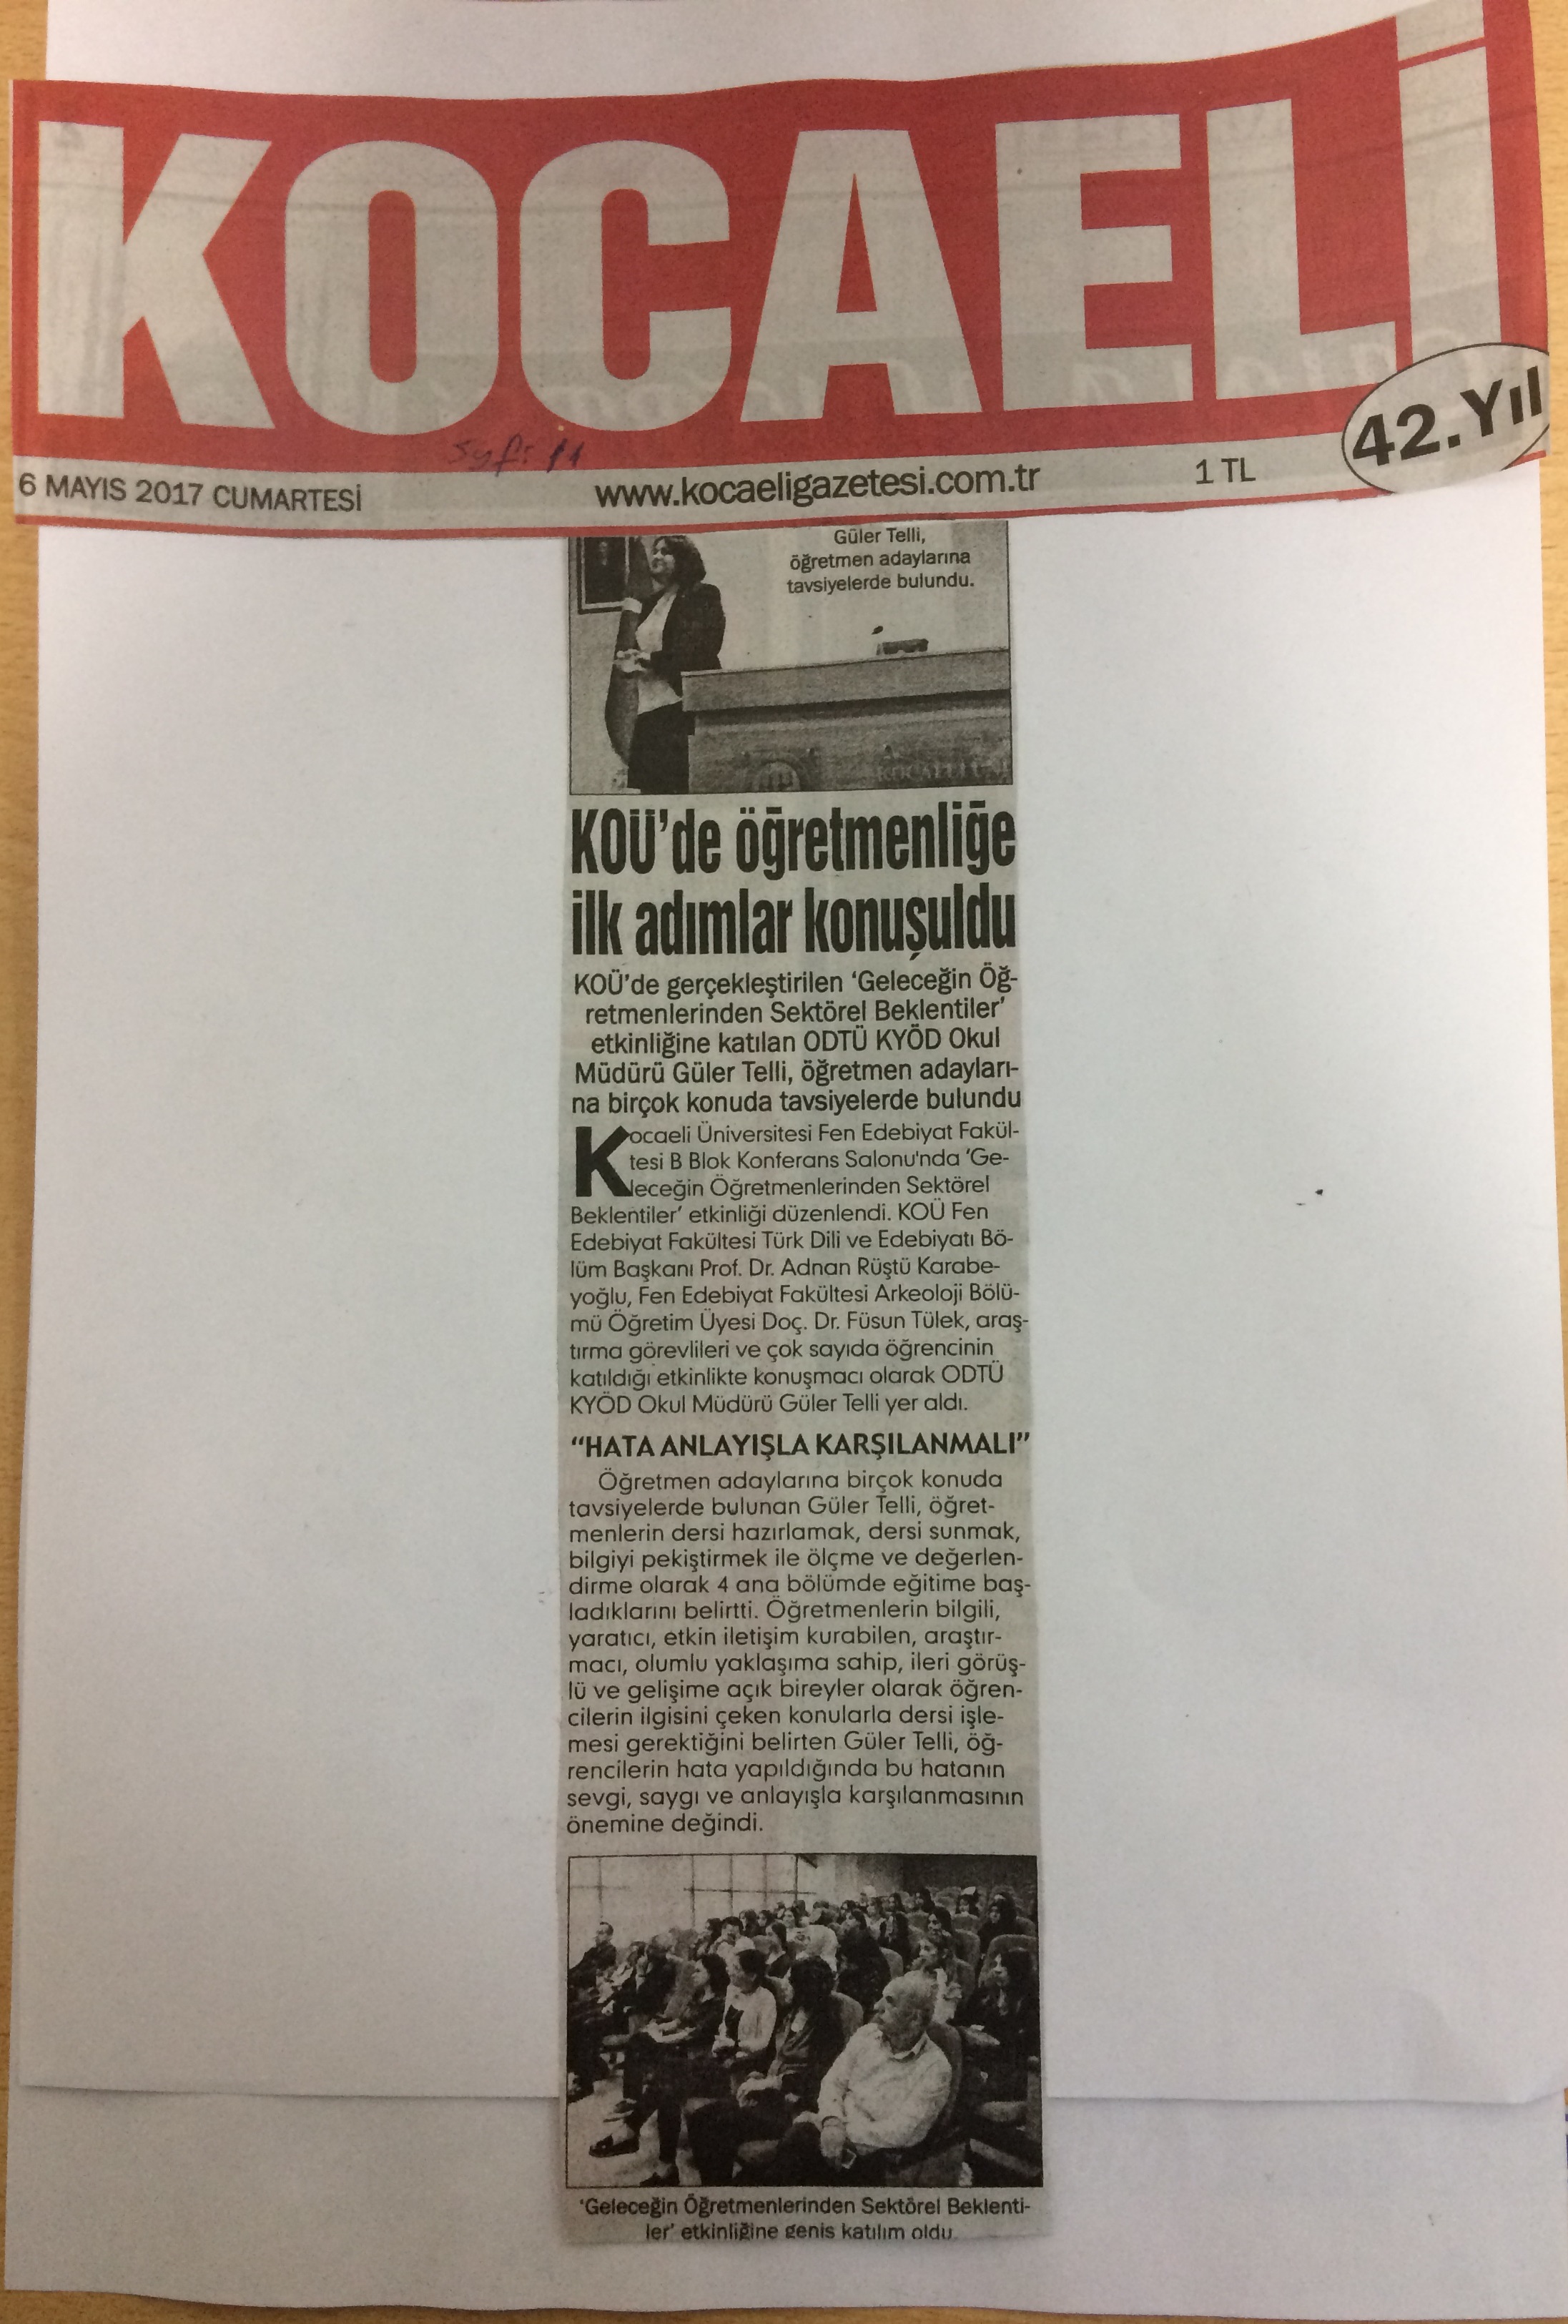 KOCAELİ
42.Yıl
syf: 11
6 MAYIS 2017 CUMARTESİ
www.kocaeligazetesi.com.tr
1 TL
Güler Telli,
öğretmen adaylarına
tavsiyelerde bulundu.
KOCAELİ ÜNİ
KOÜ'de öğretmenliğe
ilk adımlar konuşuldu
KOÜ'de gerçekleştirilen 'Geleceğin Öğ-
retmenlerinden Sektörel Beklentiler'
etkinliğine katılan ODTÜ KYÖD Okul
Müdürü Güler Telli, öğretmen adayları-
na birçok konuda tavsiyelerde bulundu
Kocaeli Üniversitesi Fen Edebiyat Fakül-
tesi B Blok Konferans Salonu'nda 'Ge-
leceğin Öğretmenlerinden Sektörel
Beklentiler' etkinliği düzenlendi. KOÜ Fen
Edebiyat Fakültesi Türk Dili ve Edebiyatı Bö-
lüm Başkanı Prof. Dr. Adnan Rüştü Karabe-
yoğlu, Fen Edebiyat Fakültesi Arkeoloji Bölü-
mü Öğretim Üyesi Doç. Dr. Füsun Tülek, araş-
tırma görevlileri ve çok sayıda öğrencinin
katıldığı etkinlikte konuşmacı olarak ODTÜ
KYÖD Okul Müdürü Güler Telli yer aldı.
"HATA ANLAYIŞLA KARŞILANMALI"
Öğretmen adaylarına birçok konuda
tavsiyelerde bulunan Güler Telli, öğret-
menlerin dersi hazırlamak, dersi sunmak,
bilgiyi pekiştirmek ile ölçme ve değerlen-
dirme olarak 4 ana bölümde eğitime baş-
ladıklarını belirtti. Öğretmenlerin bilgili,
yaratıcı, etkin iletişim kurabilen, araştır-
macı, olumlu yaklaşıma sahip, ileri görüş-
lü ve gelişime açık bireyler olarak öğren-
cilerin ilgisini çeken konularla dersi işle-
mesi gerektiğini belirten Güler Telli, öğ-
rencilerin hata yapıldığında bu hatanın
sevgi, saygı ve anlayışla karşılanmasının
önemine değindi.
'Geleceğin Öğretmenlerinden Sektörel Beklenti-
ler' etkinliğine geniş katılım oldu